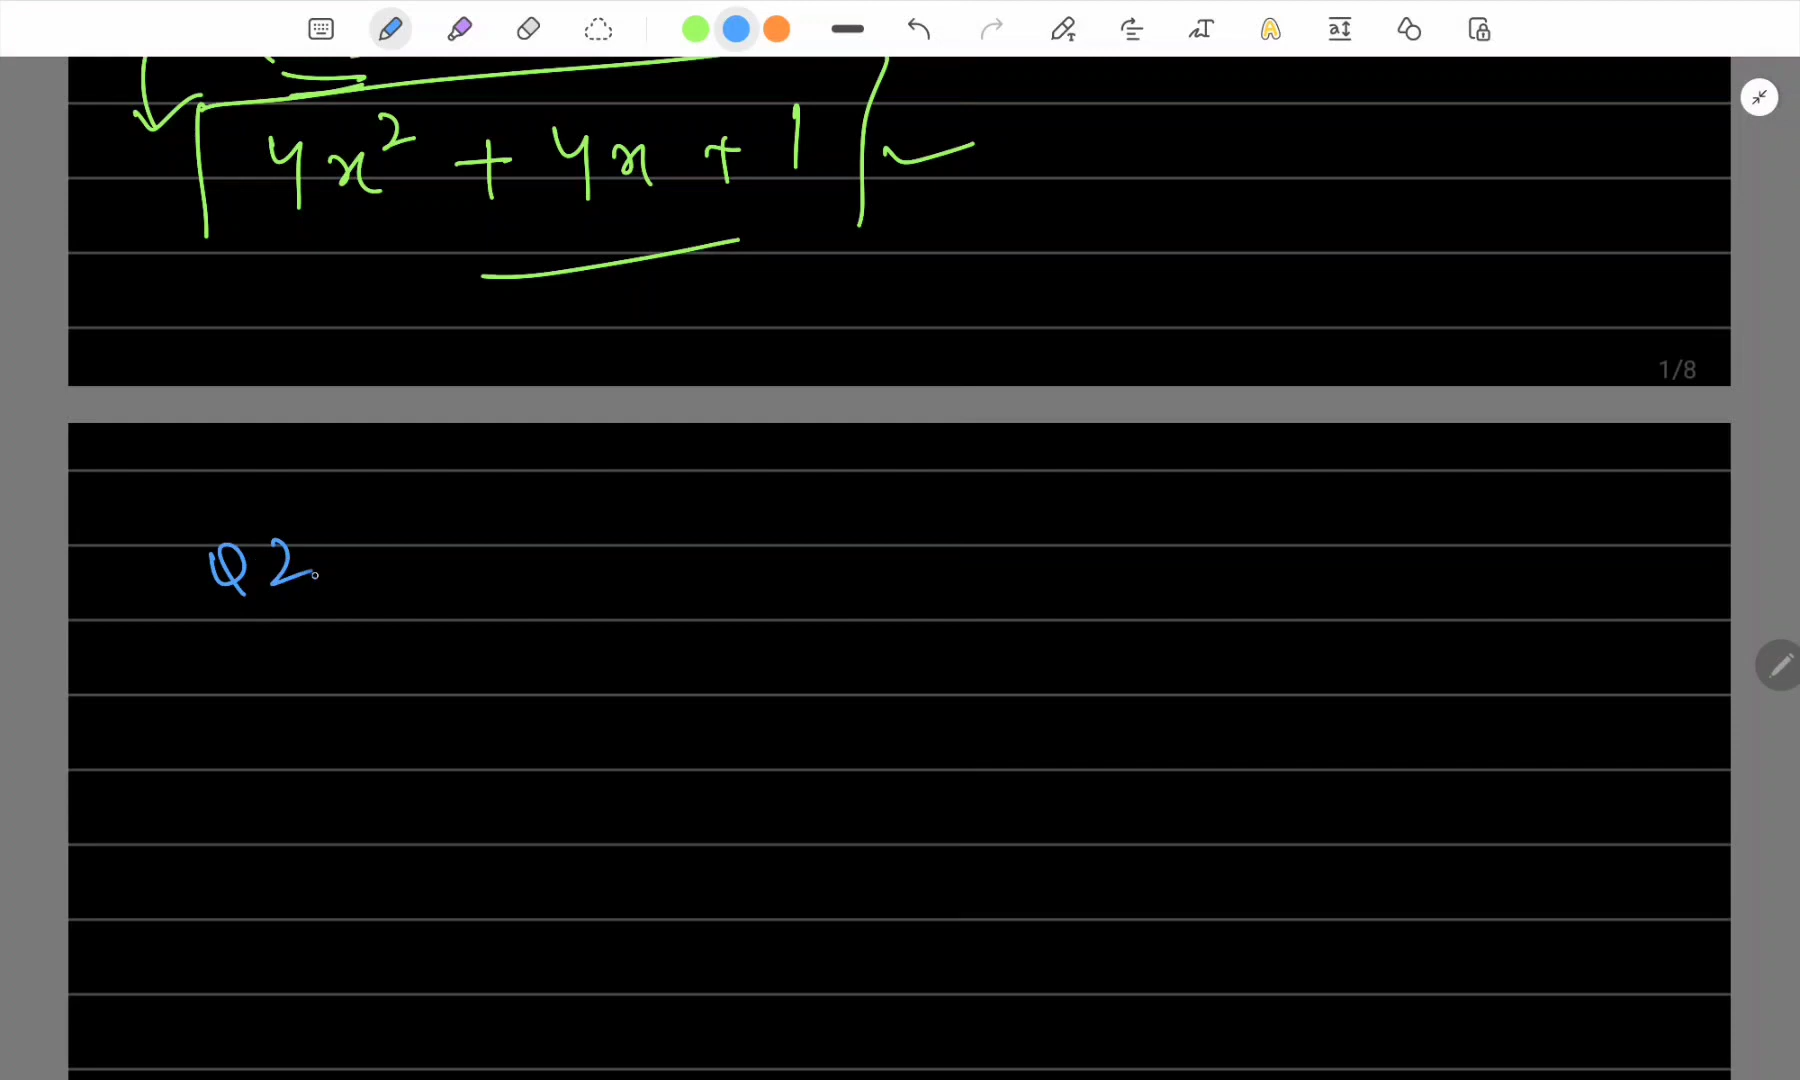 4x² + 4x + 1
1/8
Q2.